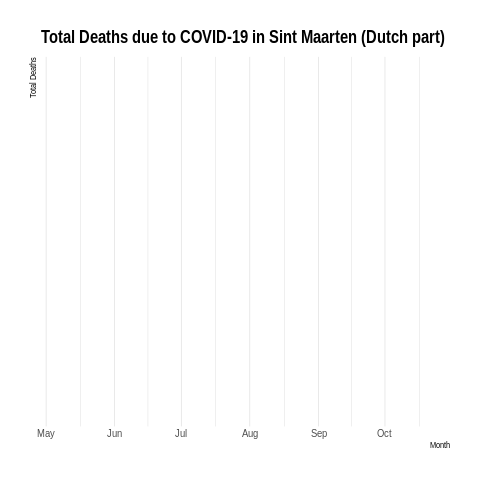 Total Deaths due to COVID-19 in Sint Maarten (Dutch part)
Total Deaths
May Jun Jul Aug Sep Oct
Month